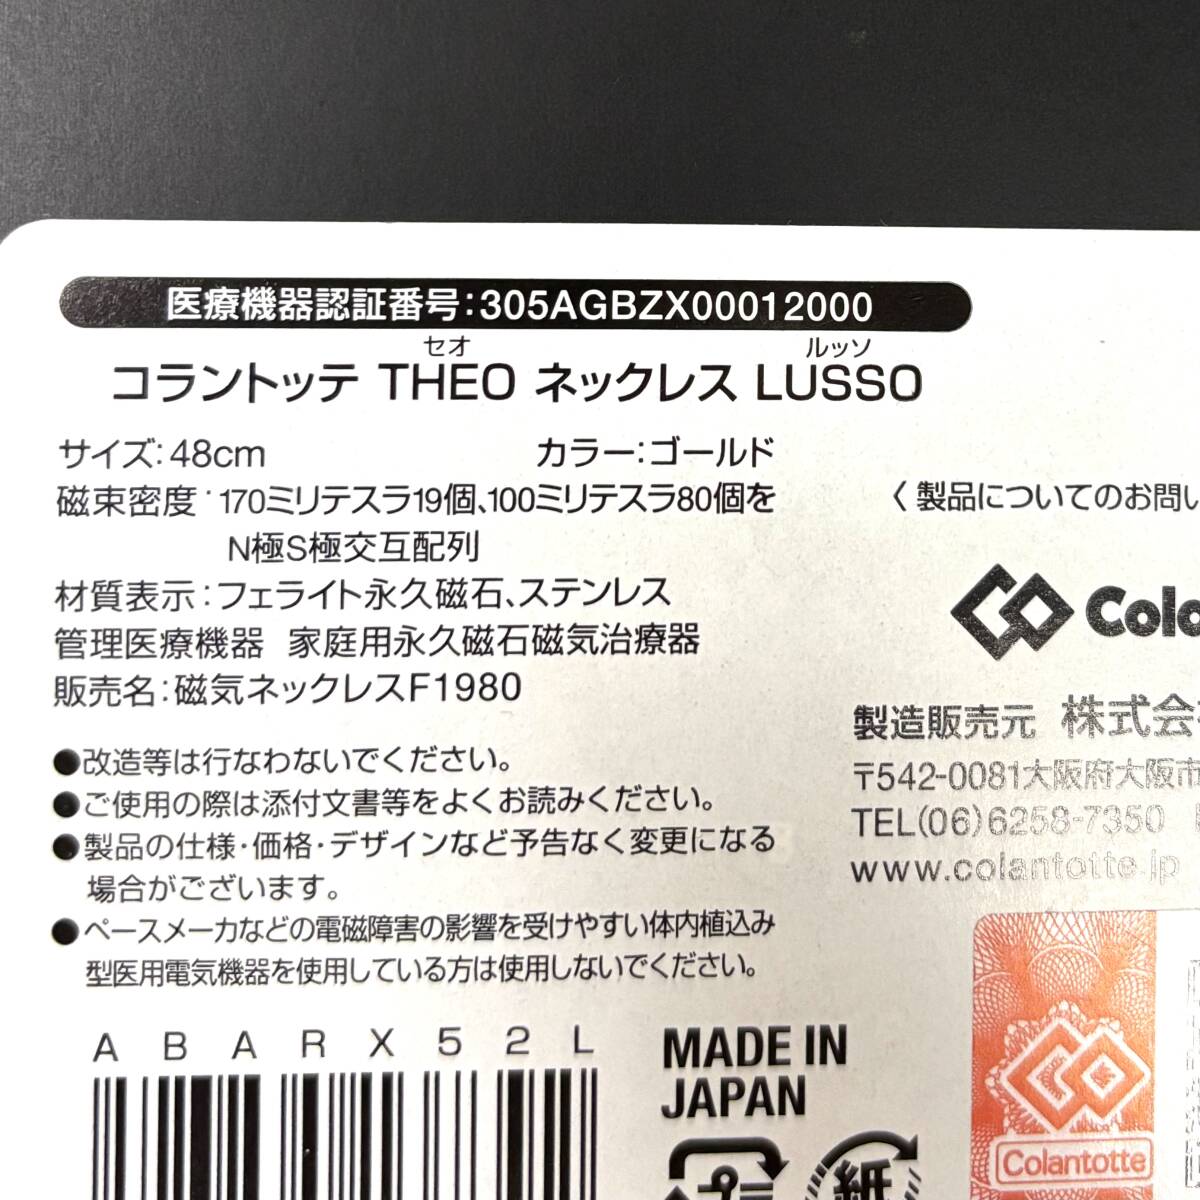 医療機器認証番号:305AGBZX00012000
セオ ルッソ
コラントッテ THEO ネックレス LUSSO
サイズ:48cm カラー:ゴールド
磁束密度:170ミリテスラ19個、100ミリテスラ80個を
N極S極交互配列
材質表示:フェライト永久磁石、ステンレス
管理医療機器 家庭用永久磁石磁気治療器
販売名:磁気ネックレスF1980
●改造等は行なわないでください。
●ご使用の際は添付文書等をよくお読みください。
●製品の仕様・価格・デザインなど予告なく変更になる
場合がございます。
●ペースメーカなどの電磁障害の影響を受けやすい体内植込み
型医用電気機器を使用している方は使用しないでください。
ABARX52L
MADE IN
JAPAN
紙
〈製品についてのお問い
Cola
製造販売元 株式会
〒542-0081大阪府大阪市
TEL(06)6258-7350
www.colantotte.jp
Colantotte